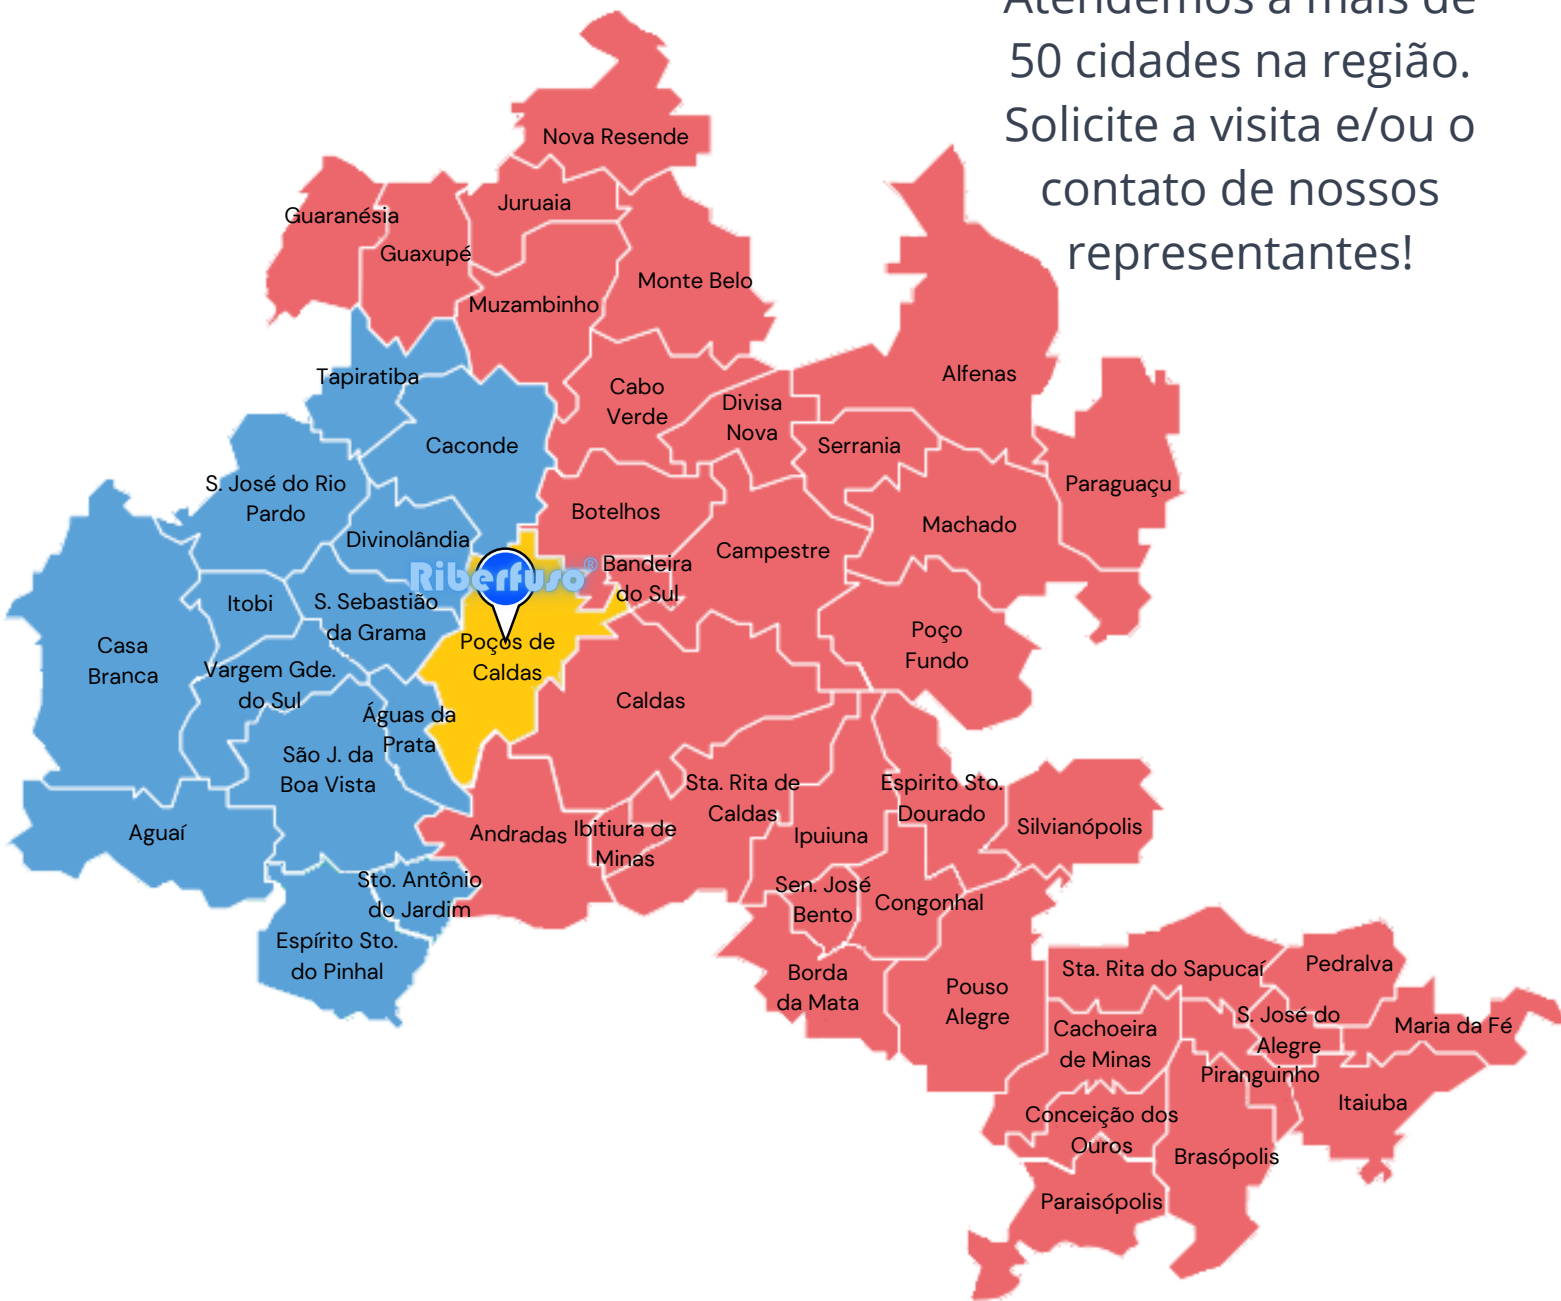 Atendemos a mais de
50 cidades na região.
Solicite a visita e/ou o
contato de nossos
representantes!
Nova Resende
Juruaia
Guaranésia
Guaxupé
Monte Belo
Muzambinho
Tapiratiba
Cabo
Verde
Divisa
Nova
Alfenas
Caconde
Serrania
S. José do Rio
Pardo
Paraguaçu
Botelhos
Machado
Divinolândia
Campestre
Riberfuso®
Bandeira
do Sul
Itobi
S. Sebastião
da Grama
Casa
Branca
Poços de
Caldas
Poço
Fundo
Vargem Gde.
do Sul
Caldas
Águas da
Prata
São J. da
Boa Vista
Sta. Rita de
Caldas
Espirito Sto.
Dourado
Aguaí
Andradas
Ibitiura de
Minas
Ipuiuna
Silvianópolis
Sto. Antônio
do Jardim
Sen. José
Bento
Congonhal
Espírito Sto.
do Pinhal
Borda
da Mata
Pouso
Alegre
Sta. Rita do Sapucaí
Pedralva
Cachoeira
de Minas
S. José do
Alegre
Maria da Fé
Piranguinho
Itaiuba
Conceição dos
Ouros
Brasópolis
Paraisópolis